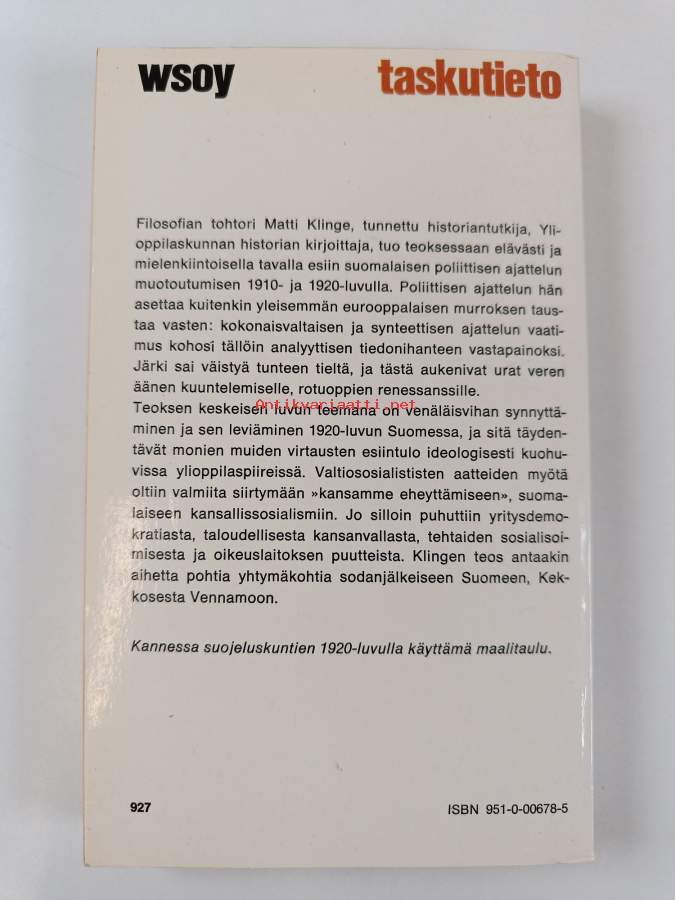 wsoy taskutieto
Filosofian tohtori Matti Klinge, tunnettu historiantutkija, Yli-
oppilaskunnan historian kirjoittaja, tuo teoksessaan elävästi ja
mielenkiintoisella tavalla esiin suomalaisen poliittisen ajattelun
muotoutumisen 1910- ja 1920-luvulla. Poliittisen ajattelun hän
asettaa kuitenkin yleisemmän eurooppalaisen murroksen taus-
taa vasten: kokonaisvaltaisen ja synteettisen ajattelun vaati-
mus kohosi tällöin analyyttisen tiedonihanteen vastapainoksi.
Järki sai väistyä tunteen tieltä, ja tästä aukenivat urat veren
äänen kuuntelemiselle, rotuoppien renessanssille.
Antikvariaatti.net
Teoksen keskeisen luvun teemana on venäläisvihan synnyttä-
minen ja sen leviäminen 1920-luvun Suomessa, ja sitä täyden-
tävät monien muiden virtausten esiintulo ideologisesti kuohu-
vissa ylioppilaspiireissä. Valtiososialististen aatteiden myötä
oltiin valmiita siirtymään »kansamme eheyttämiseen», suoma-
laiseen kansallissosialismiin. Jo silloin puhuttiin yritysdemo-
kratiasta, taloudellisesta kansanvallasta, tehtaiden sosialisoi-
misesta ja oikeuslaitoksen puutteista. Klingen teos antaakin
aihetta pohtia yhtymäkohtia sodanjälkeiseen Suomeen, Kek-
kosesta Vennamoon.
Kannessa suojeluskuntien 1920-luvulla käyttämä maalitaulu.
927 ISBN 951-0-00678-5